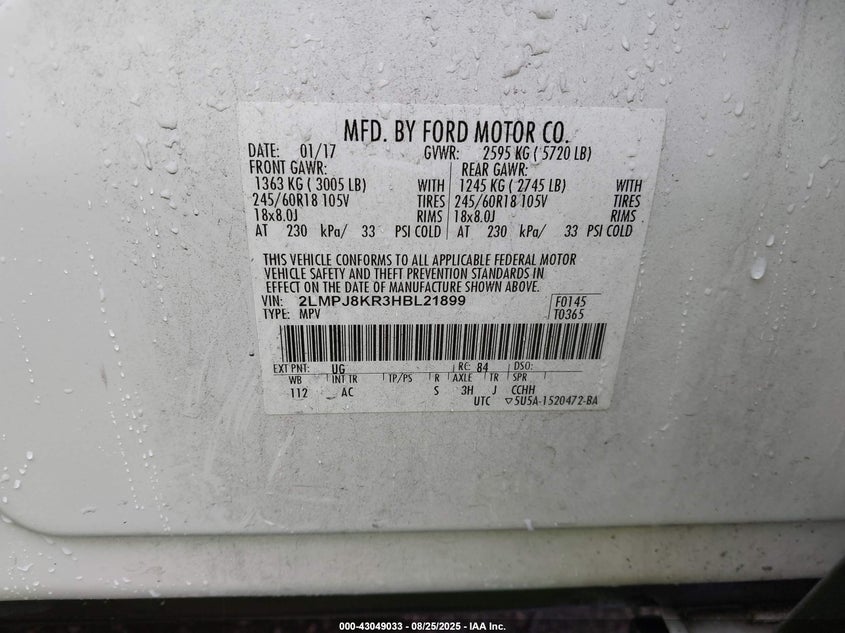 MFD. BY FORD MOTOR CO.
DATE: 01/17 GVWR: 2595 KG ( 5720 LB)
FRONT GAWR: REAR GAWR:
1363 KG ( 3005 LB) WITH 1245 KG ( 2745 LB) WITH
245/60R18 105V TIRES 245/60R18 105V TIRES
18x8.0J RIMS 18x8.0J RIMS
AT 230 kPa/ 33 PSI COLD AT 230 kPa/ 33 PSI COLD
THIS VEHICLE CONFORMS TO ALL APPLICABLE FEDERAL MOTOR
VEHICLE SAFETY AND THEFT PREVENTION STANDARDS IN
EFFECT ON THE DATE OF MANUFACTURE SHOWN ABOVE.
VIN: 2LMPJ8KR3HBL21899 F0145
TYPE: MPV T0365
EXT PNT: UG RC: 84 DSO:
WB INT TR TP/PS R AXLE TR SPR
112 AC S 3H J CCHH
UTC ▽5U5A-1520472-BA
000-43049033 - 08/25/2025 - IAA Inc.